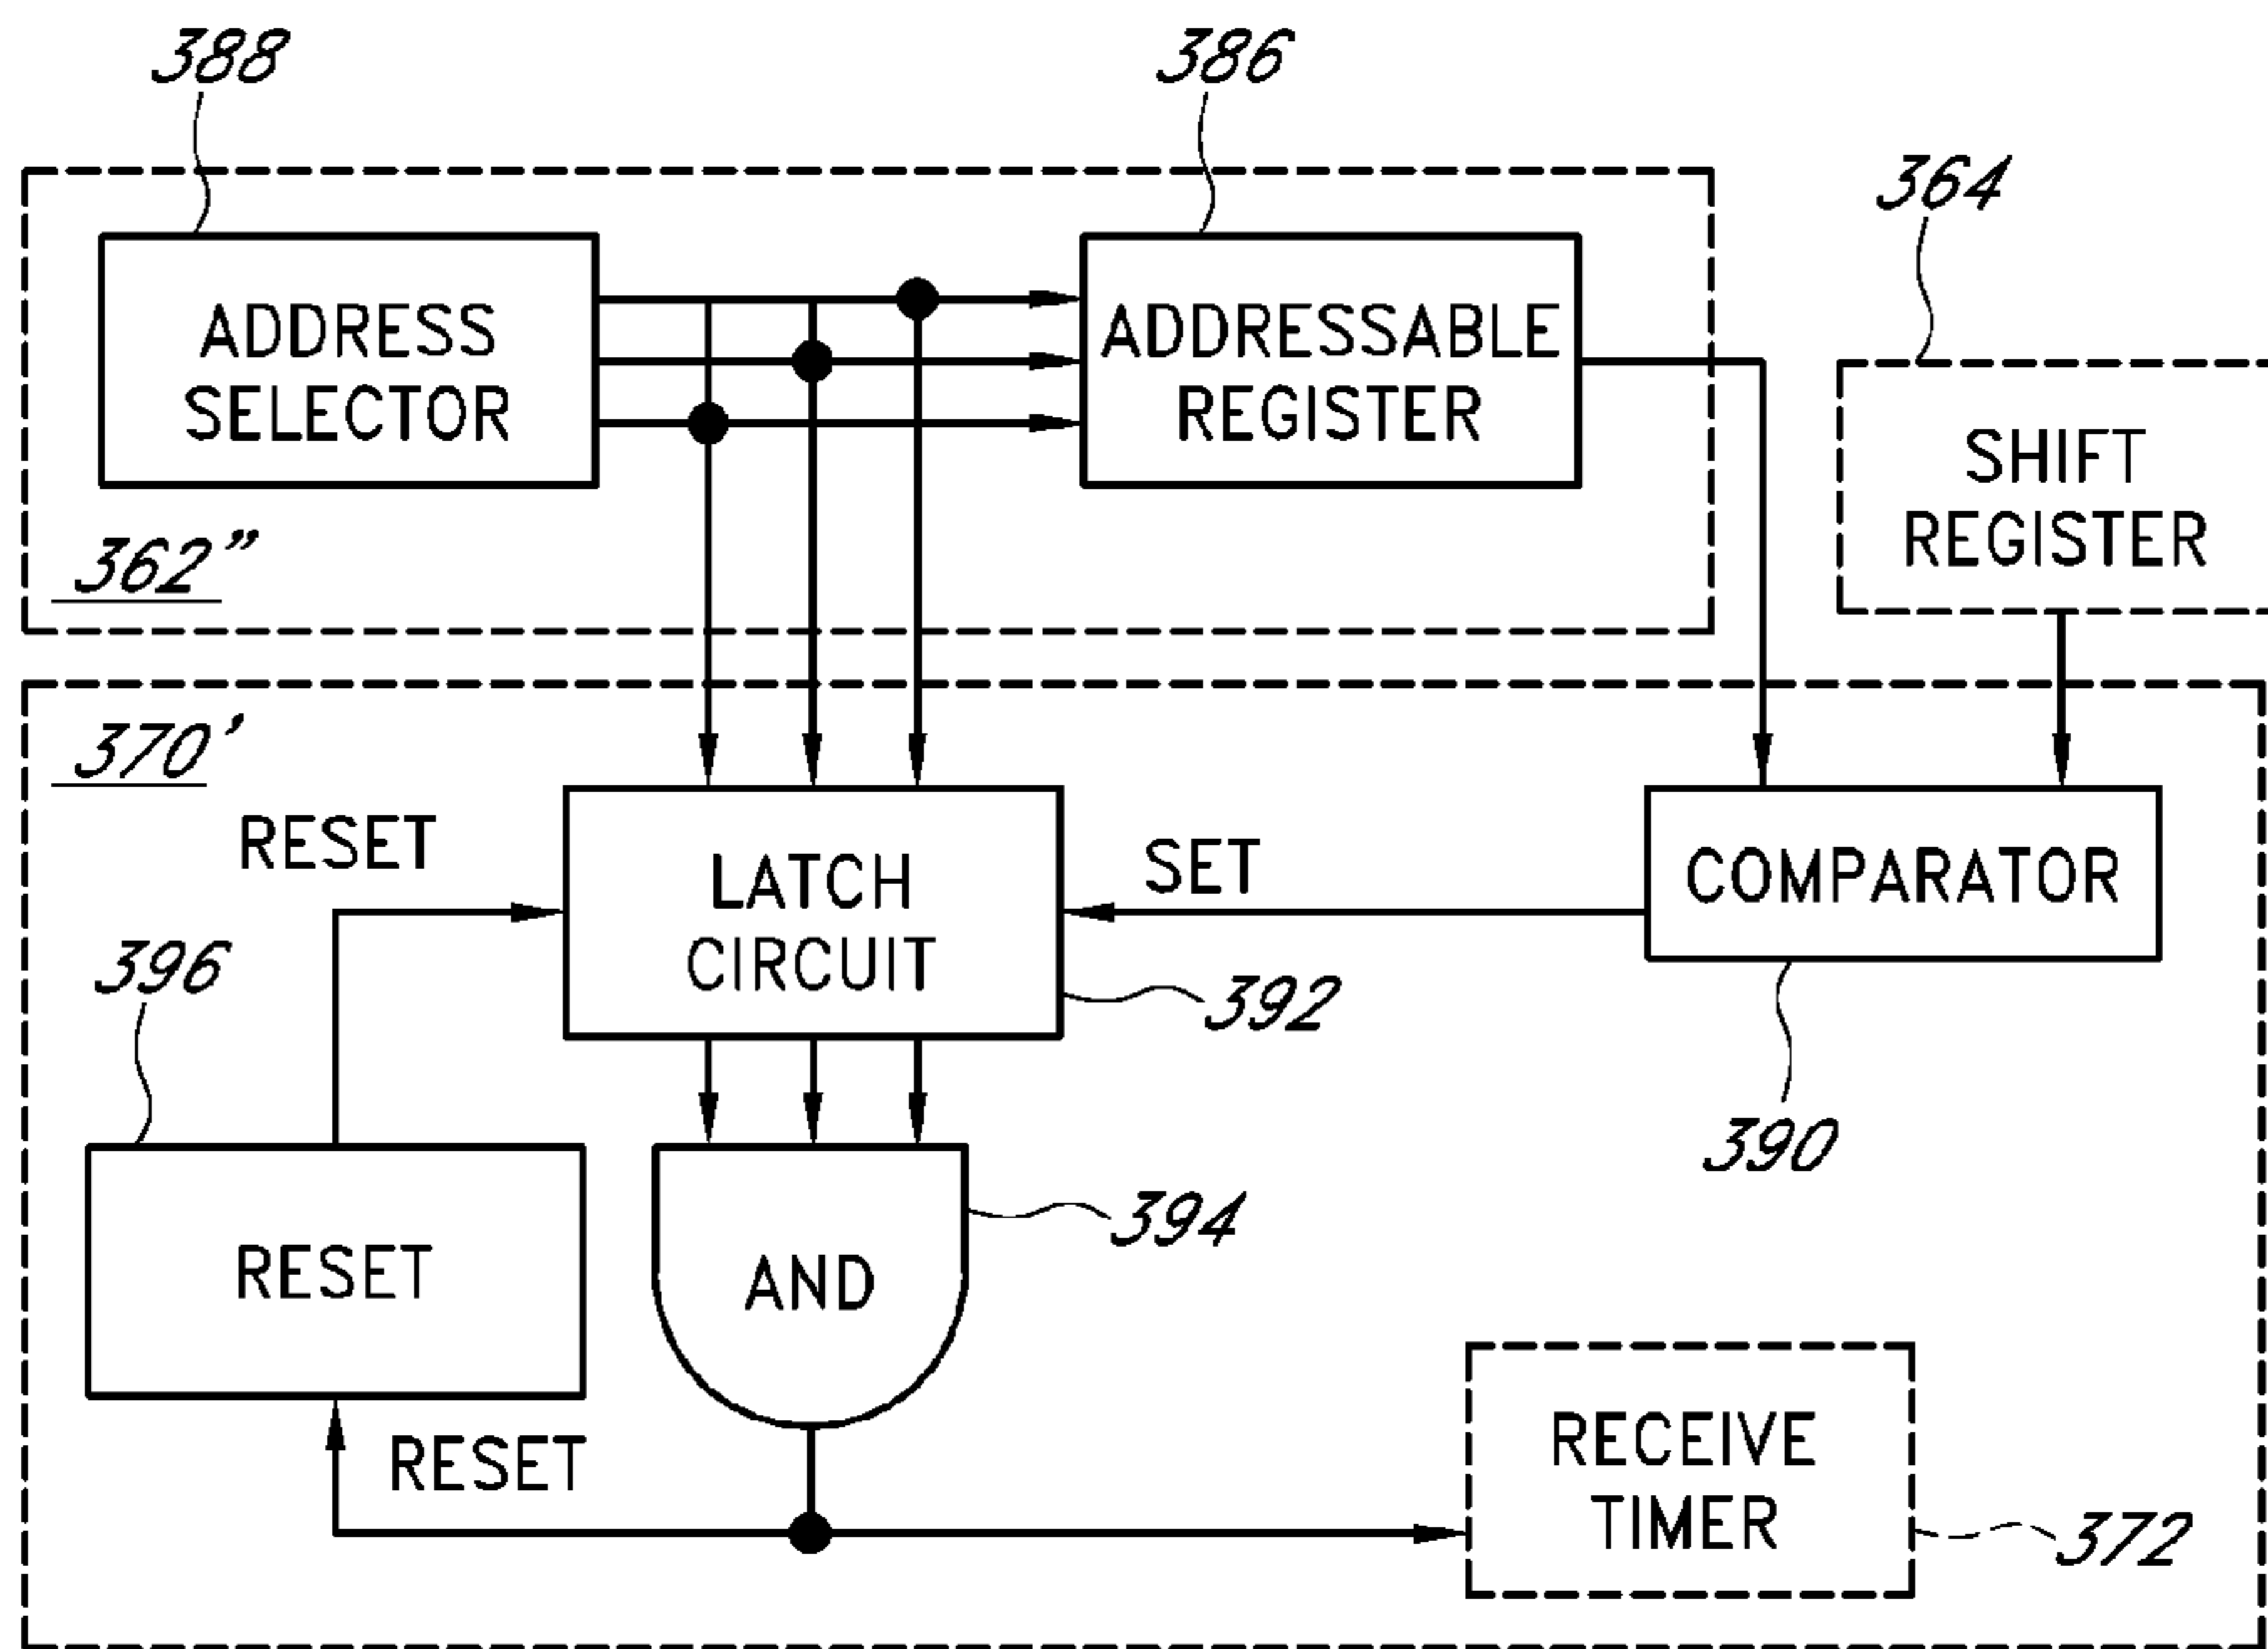 388
386
364
ADDRESS
SELECTOR
ADDRESSABLE
REGISTER
SHIFT
REGISTER
362"
370'
RESET
LATCH
CIRCUIT
SET
COMPARATOR
396
392
390
RESET
AND
394
RESET
RECEIVE
TIMER
372